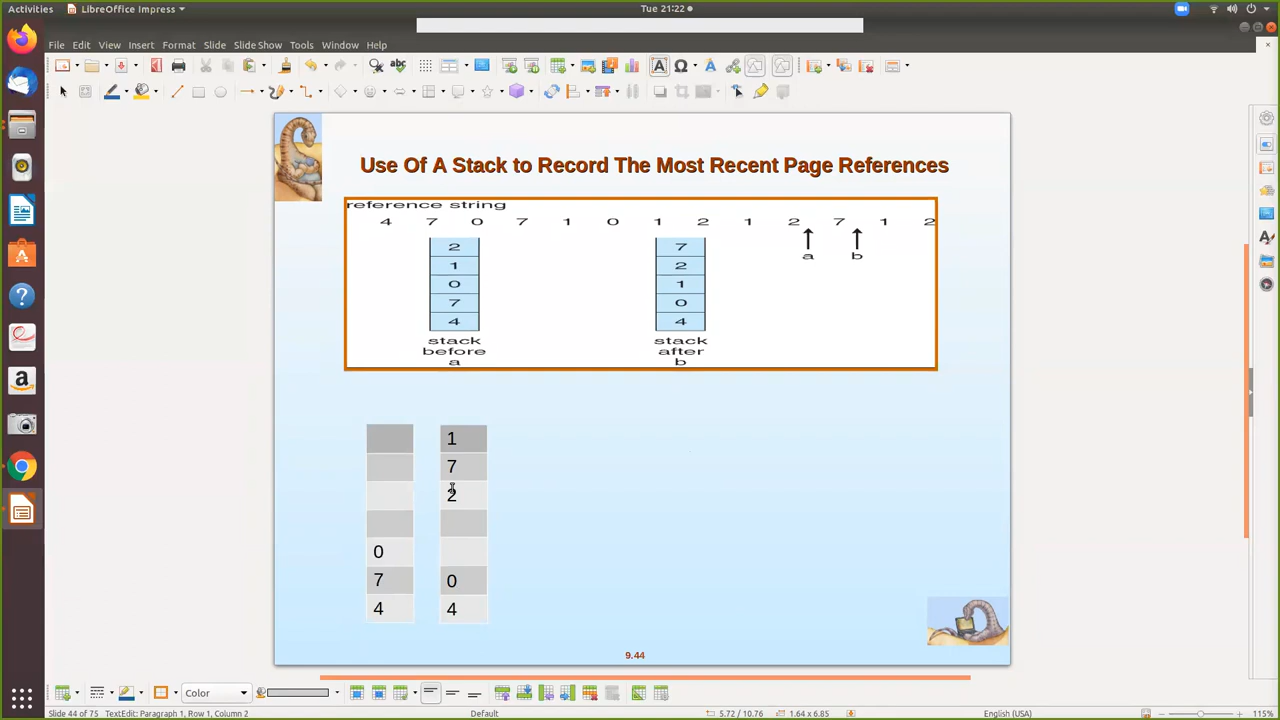 Activities
LibreOffice Impress
Tue 21:22
File Edit View Insert Format Slide Slide Show Tools Window Help
Use Of A Stack to Record The Most Recent Page References
reference string
4 7 0 7 1 0 1 2 1 2 7 1 2
a b
2
1
0
7
4
stack
before
a
7
2
1
0
4
stack
after
b
0
7
4
1
7
2
0
4
9.44
Color
Slide 44 of 75
TextEdit: Paragraph 1, Row 1, Column 2
Default
5.72 / 10.76
1.64 x 6.85
English (USA)
115%